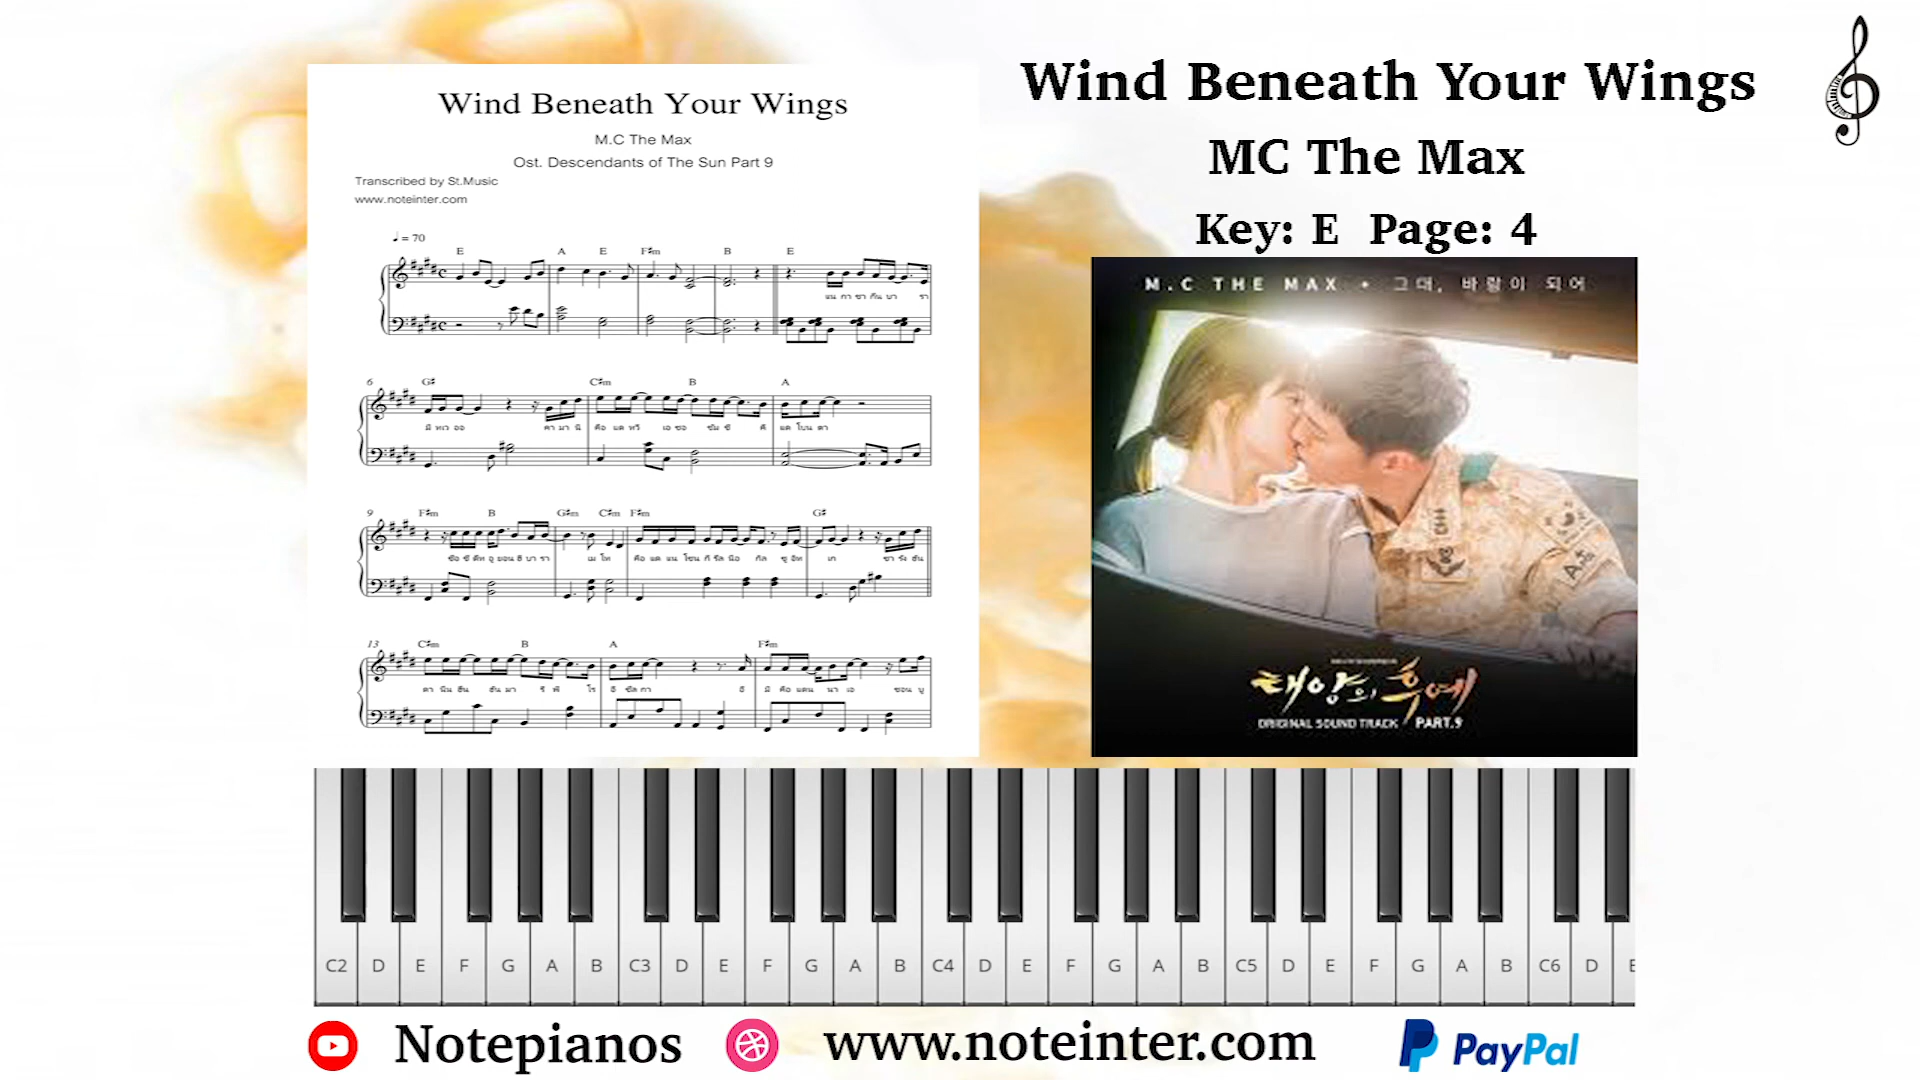 Wind Beneath Your Wings
M.C The Max
Ost. Descendants of The Sun Part 9
Transcribed by St.Music
www.noteinter.com
♩ = 70
E A E F#m B E
6
G# C#m B A
9
F#m B G#m C#m F#m G#
13
C#m B A F#m
Wind Beneath Your Wings
MC The Max
Key: E Page: 4
M.C THE MAX • 그대, 바람이 되어
태양의 후예
ORIGINAL SOUND TRACK PART.9
C2 D E F G A B C3 D E F G A B C4 D E F G A B C5 D E F G A B C6 D E
Notepianos
www.noteinter.com
PayPal